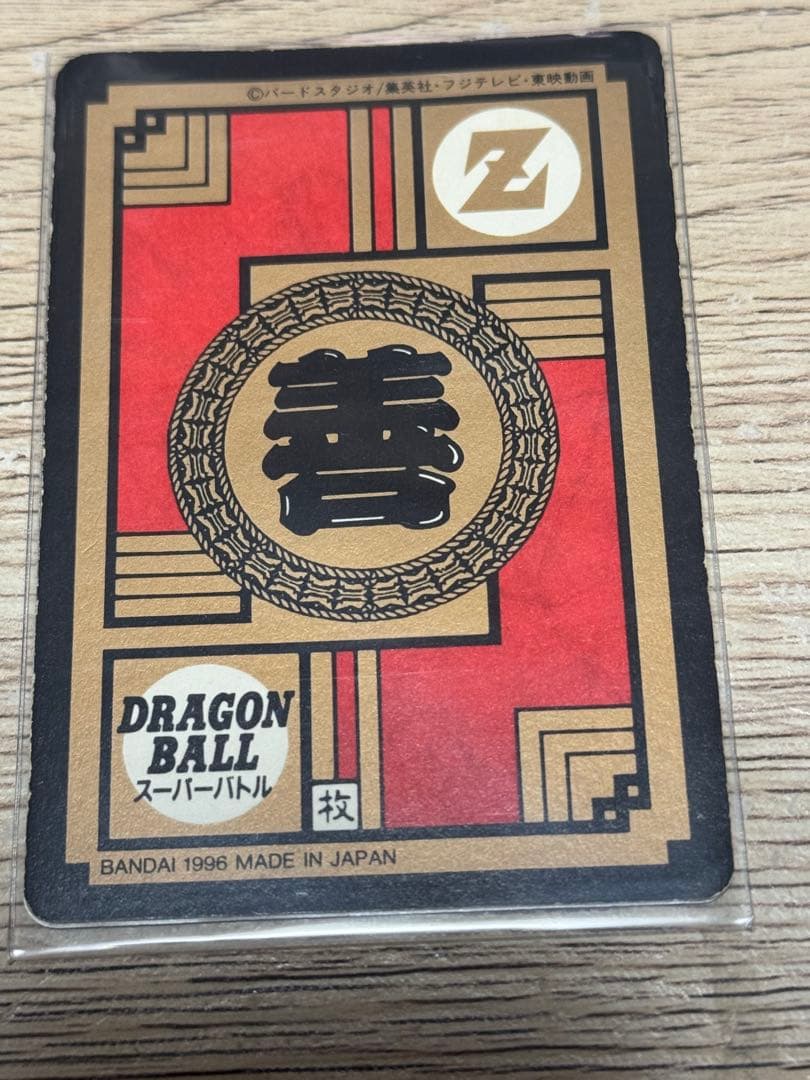 ©バードスタジオ/集英社・フジテレビ・東映動画
Z
善
DRAGON
BALL
スーパーバトル
枚
BANDAI 1996 MADE IN JAPAN